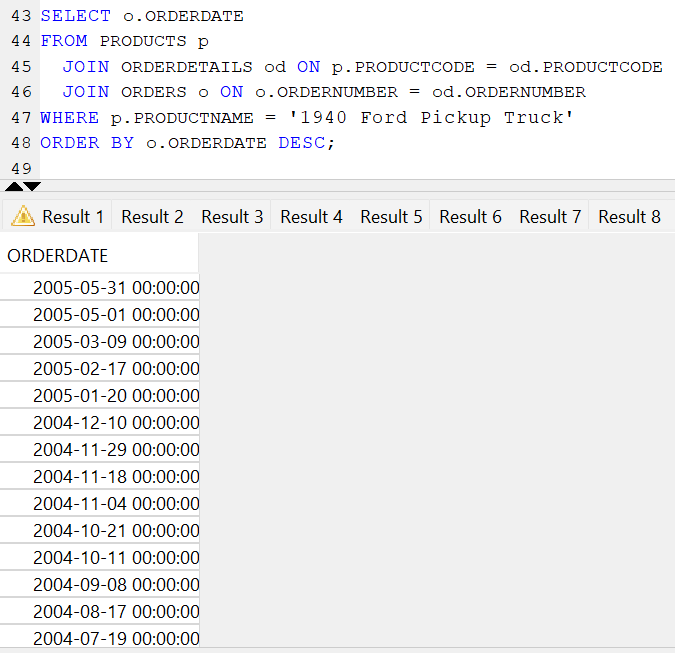 43 SELECT o.ORDERDATE
44 FROM PRODUCTS p
45 JOIN ORDERDETAILS od ON p.PRODUCTCODE = od.PRODUCTCODE
46 JOIN ORDERS o ON o.ORDERNUMBER = od.ORDERNUMBER
47 WHERE p.PRODUCTNAME = '1940 Ford Pickup Truck'
48 ORDER BY o.ORDERDATE DESC;
49
Result 1 Result 2 Result 3 Result 4 Result 5 Result 6 Result 7 Result 8
ORDERDATE
2005-05-31 00:00:00
2005-05-01 00:00:00
2005-03-09 00:00:00
2005-02-17 00:00:00
2005-01-20 00:00:00
2004-12-10 00:00:00
2004-11-29 00:00:00
2004-11-18 00:00:00
2004-11-04 00:00:00
2004-10-21 00:00:00
2004-10-11 00:00:00
2004-09-08 00:00:00
2004-08-17 00:00:00
2004-07-19 00:00:00